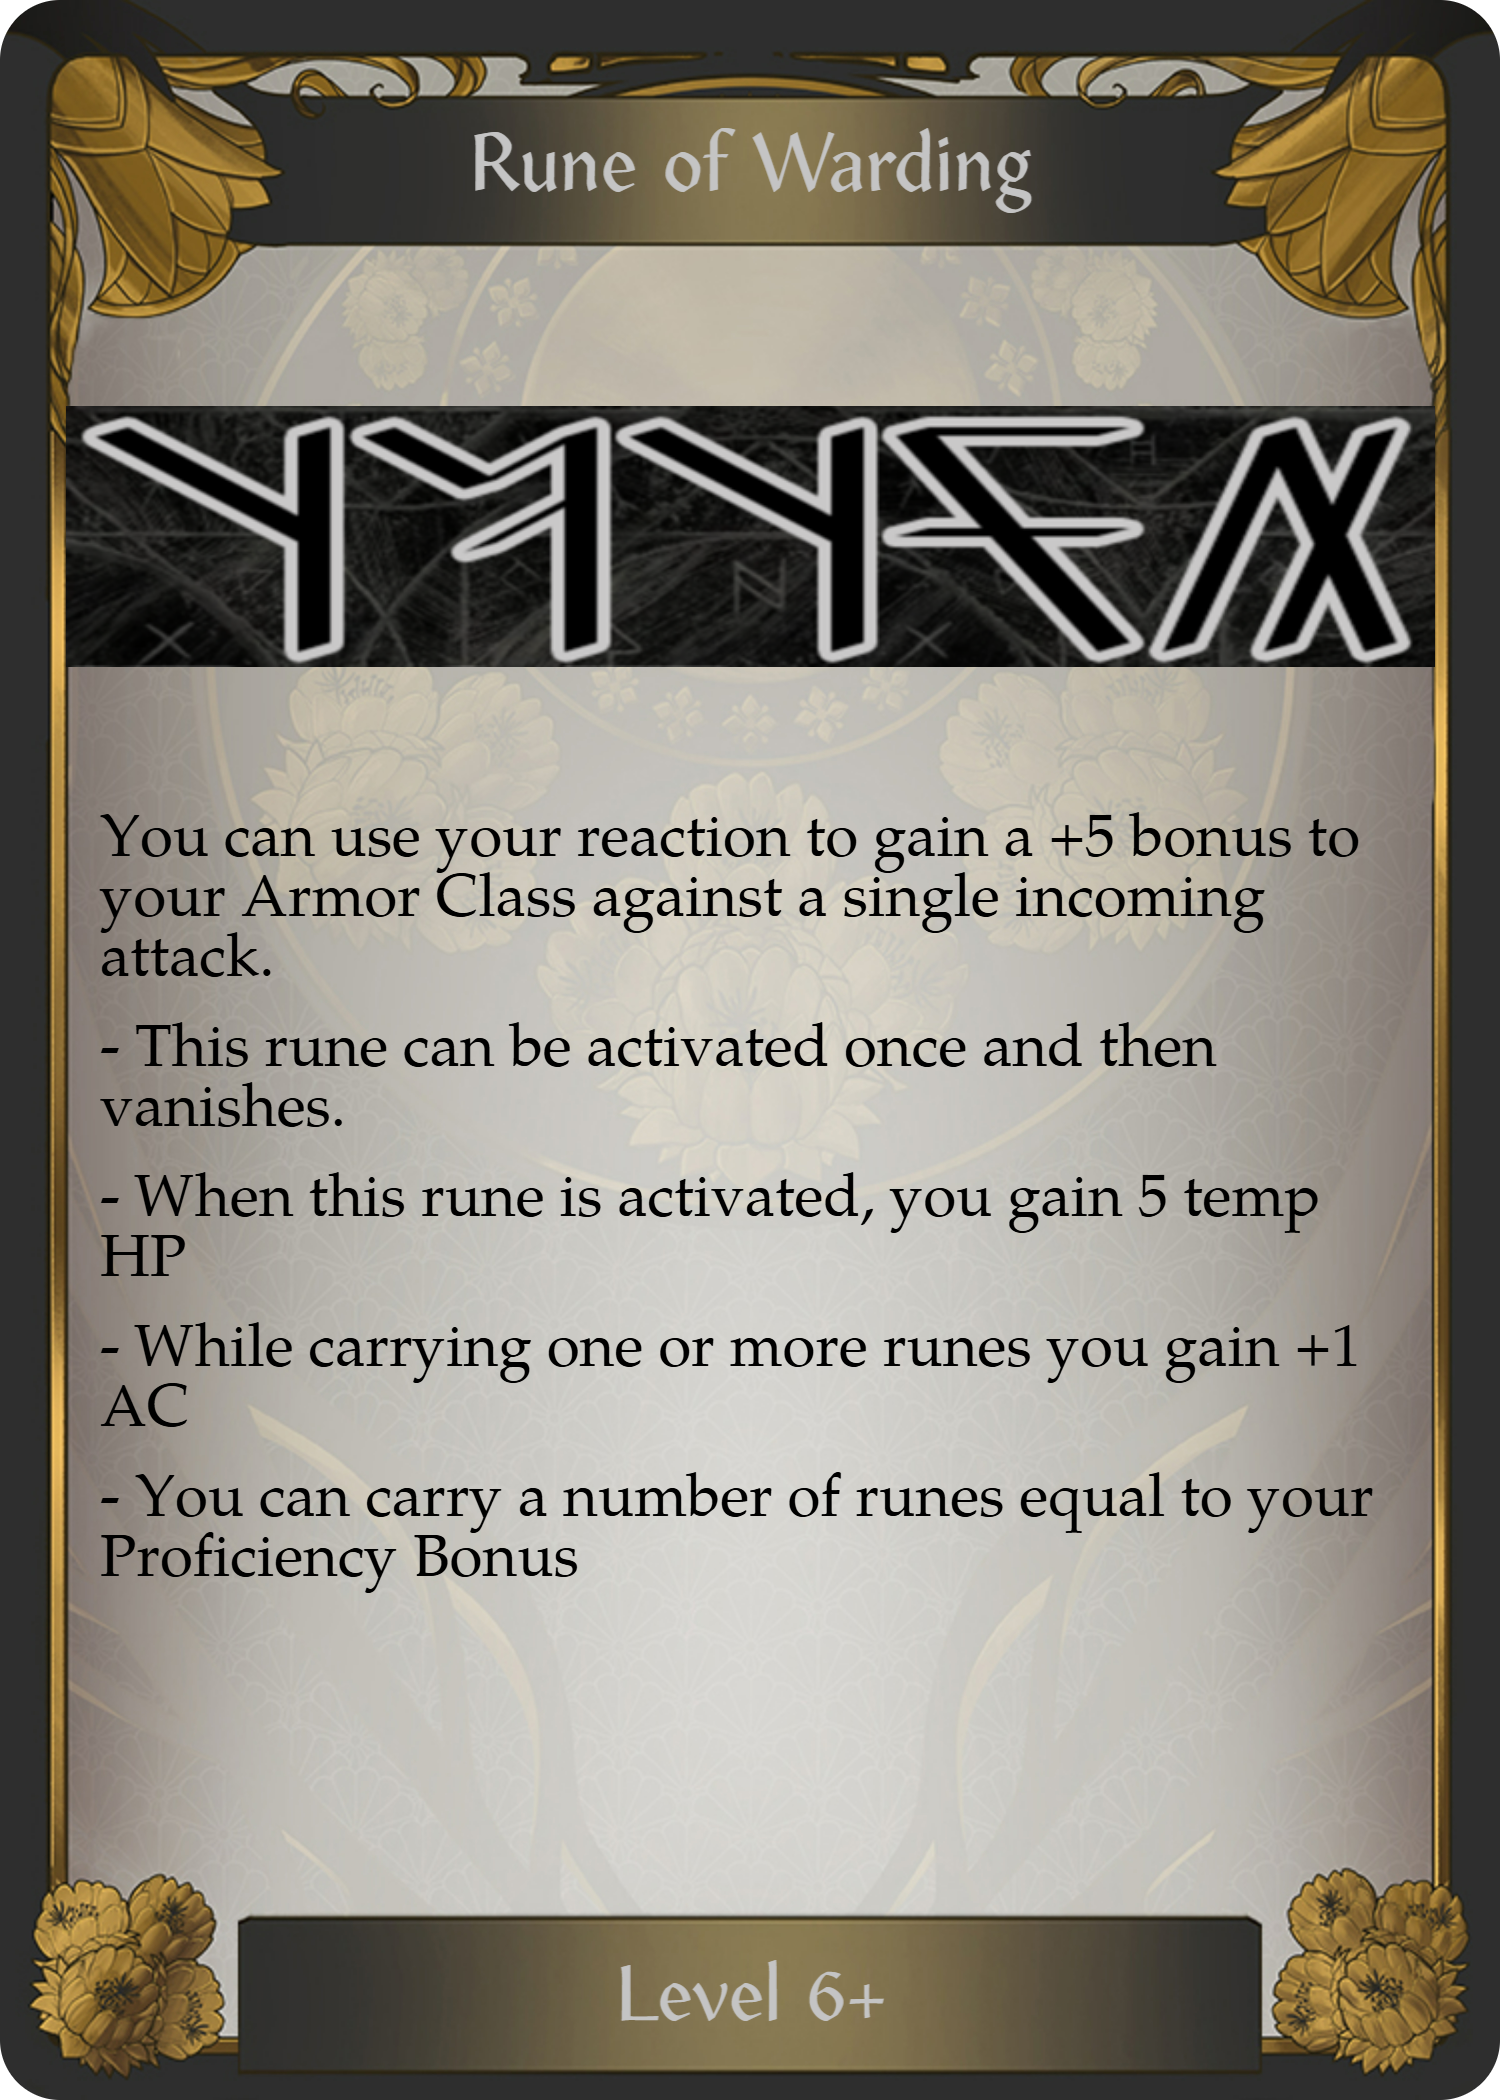 Rune of Warding
You can use your reaction to gain a +5 bonus to
your Armor Class against a single incoming
attack.
- This rune can be activated once and then
vanishes.
- When this rune is activated, you gain 5 temp
HP
- While carrying one or more runes you gain +1
AC
- You can carry a number of runes equal to your
Proficiency Bonus
Level 6+